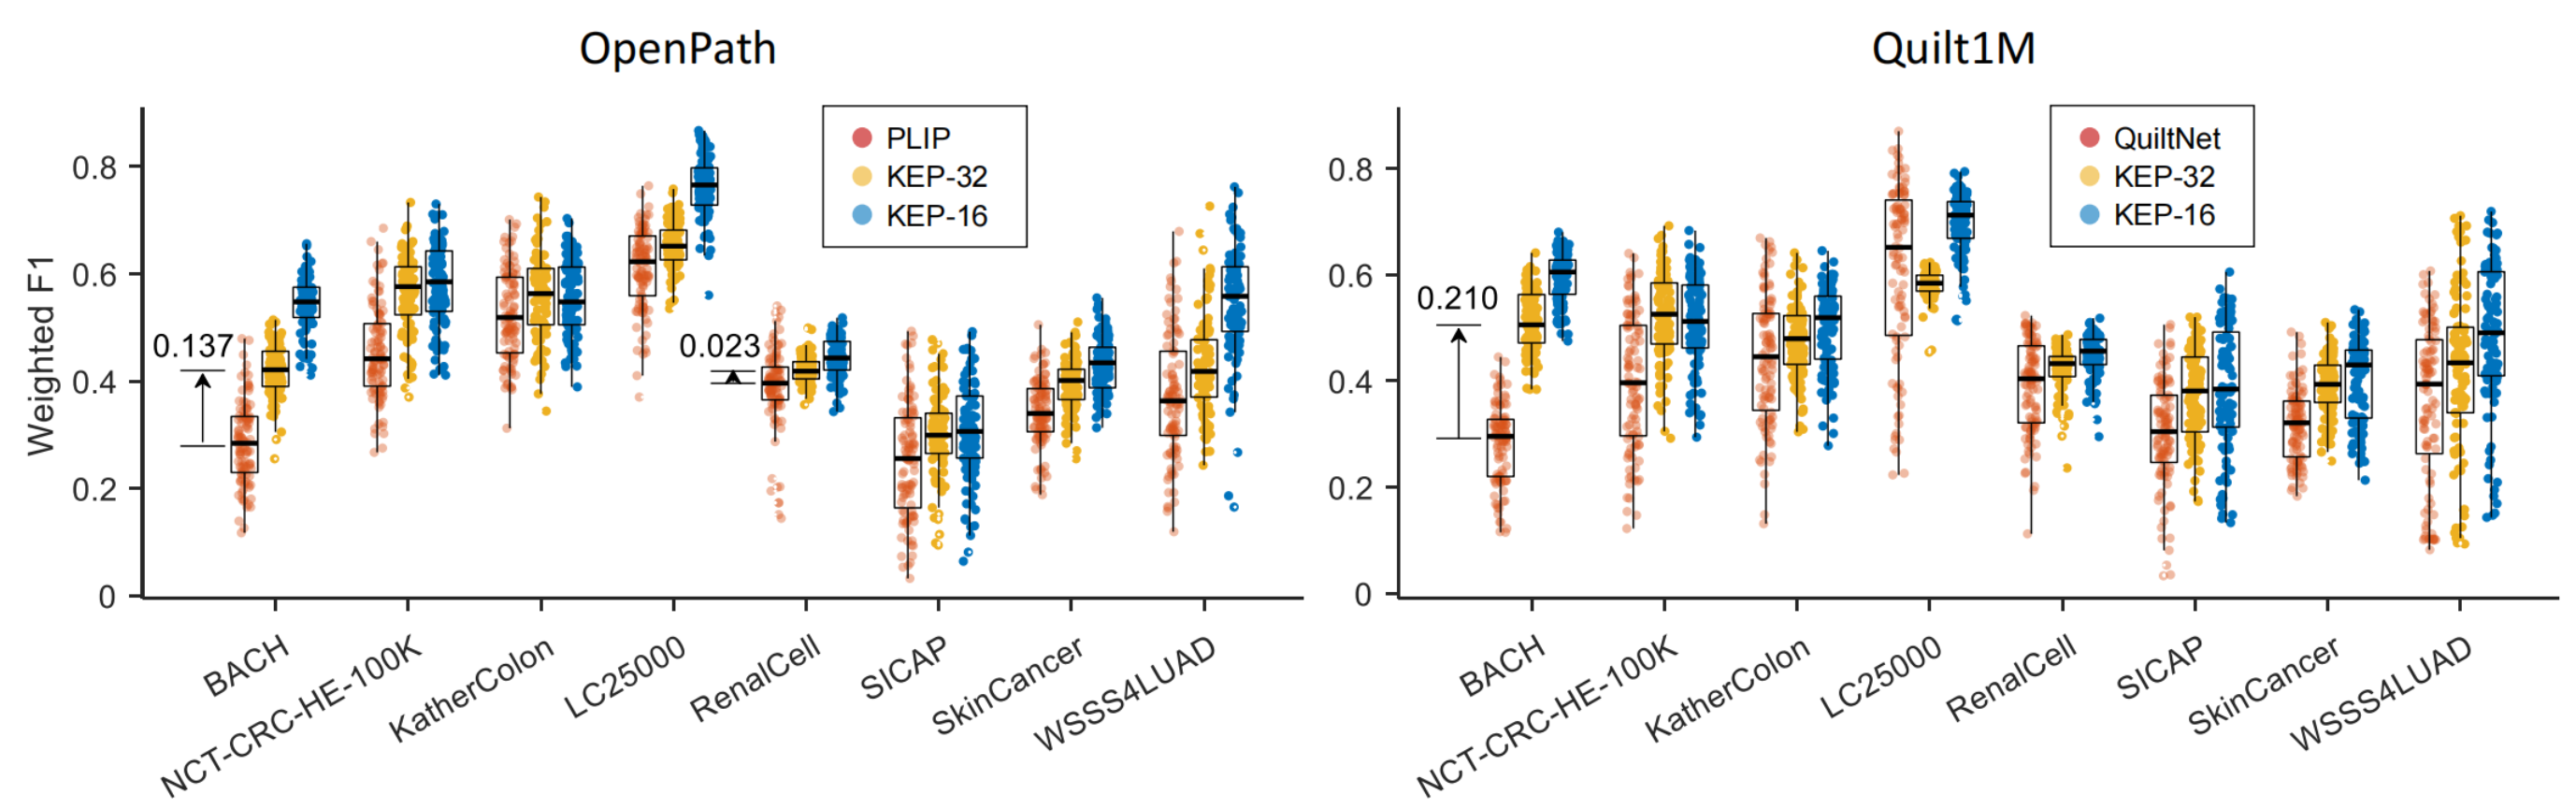 OpenPath
Weighted F1
0.8
0.6
0.4
0.2
0
0.137
0.023
PLIP
KEP-32
KEP-16
BACH
NCT-CRC-HE-100K
KatherColon
LC25000
RenalCell
SICAP
SkinCancer
WSSS4LUAD
Quilt1M
0.8
0.6
0.4
0.2
0
0.210
QuiltNet
KEP-32
KEP-16
BACH
NCT-CRC-HE-100K
KatherColon
LC25000
RenalCell
SICAP
SkinCancer
WSSS4LUAD